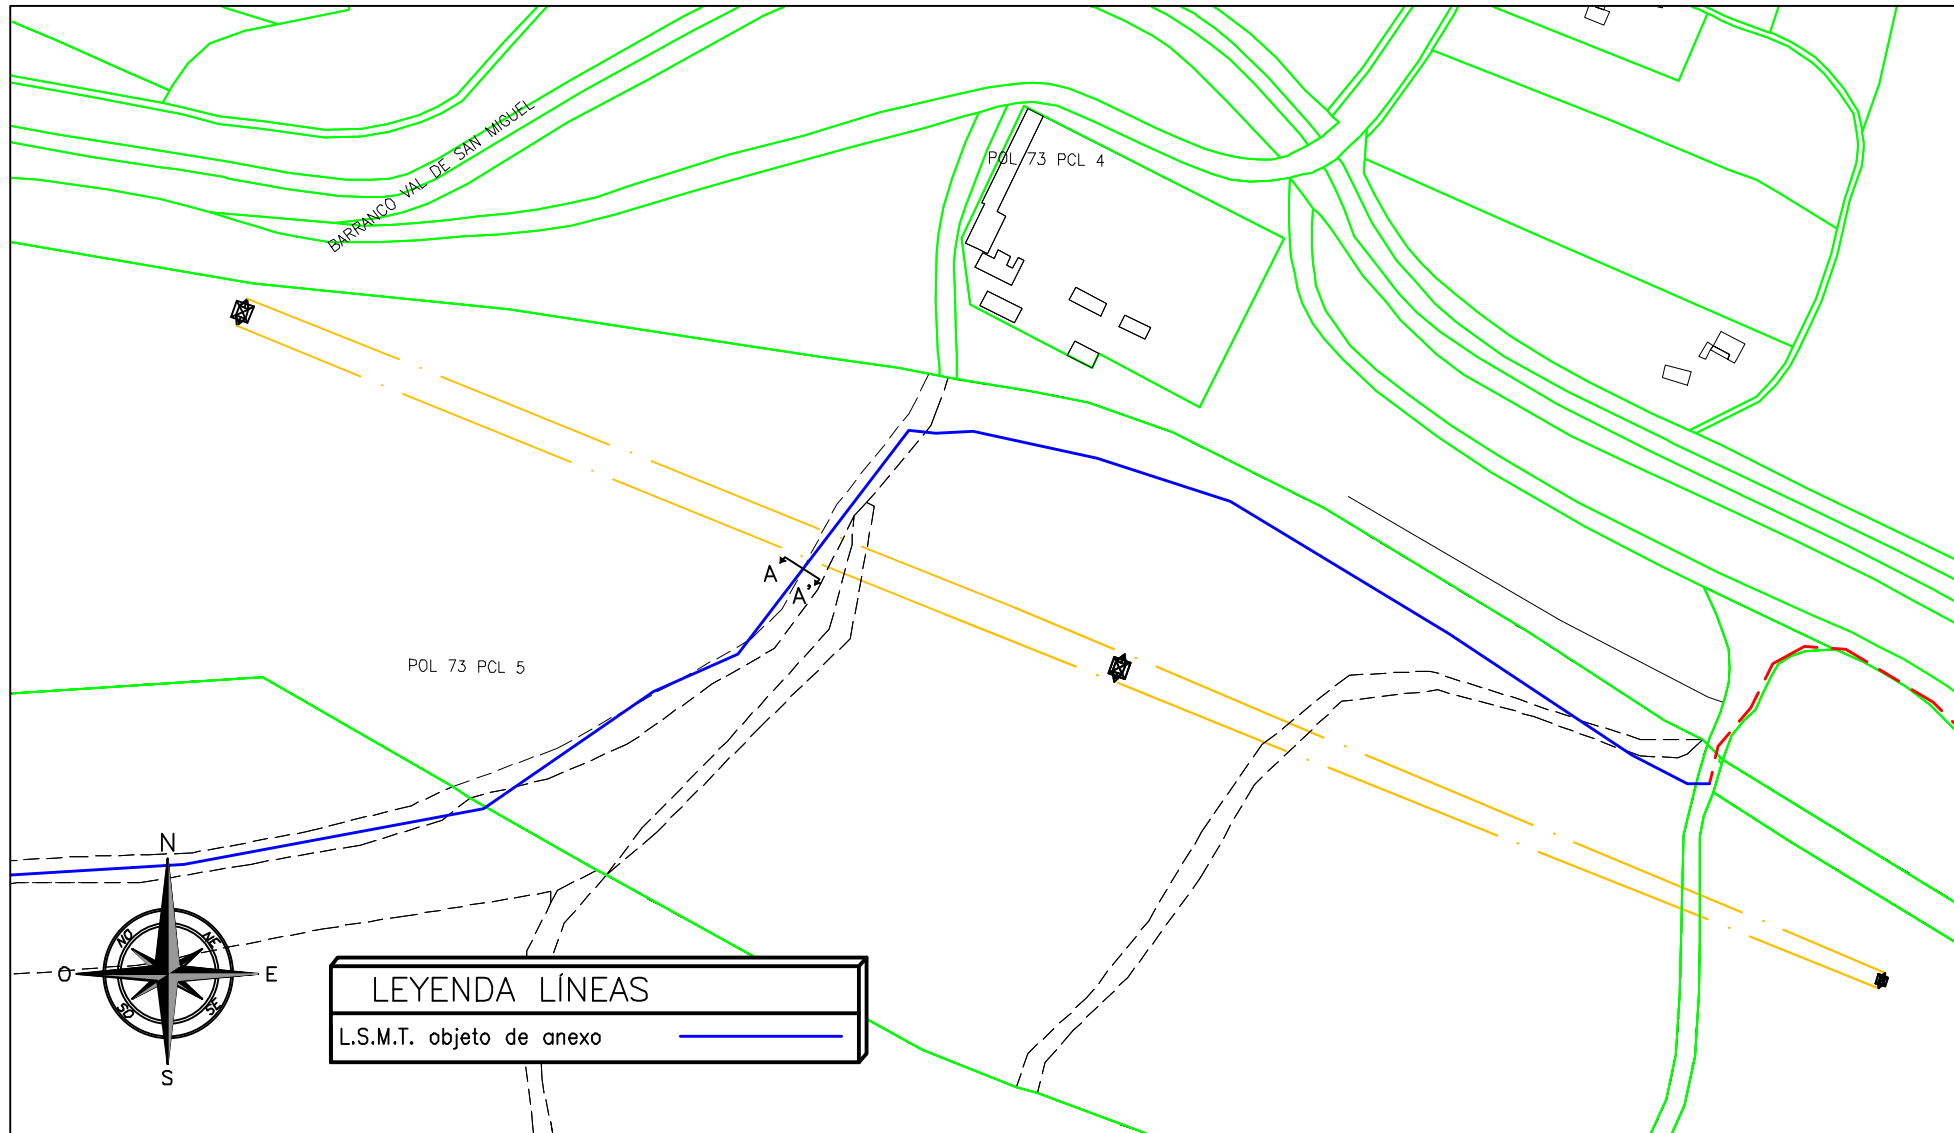 BARRANCO VAL DE SAN MIGUEL
POL 73 PCL 4
A
A'
POL 73 PCL 5
N
NO
NE
O
E
SO
SE
S
LEYENDA LÍNEAS
L.S.M.T. objeto de anexo